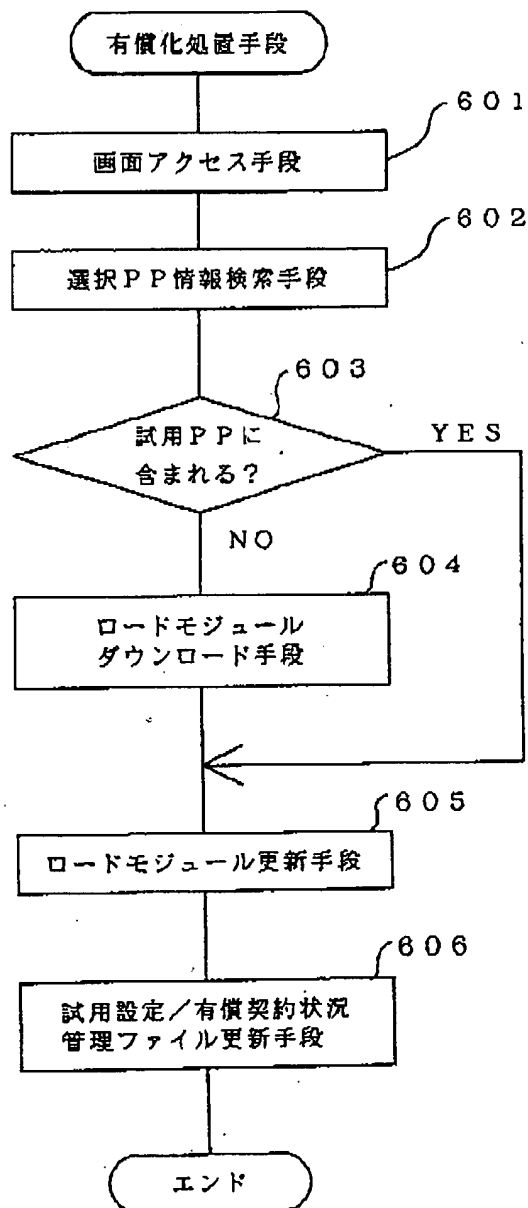 有償化処置手段
601
画面アクセス手段
602
選択PP情報検索手段
603
試用PPに
含まれる？
YES
NO
604
ロードモジュール
ダウンロード手段
605
ロードモジュール更新手段
606
試用設定／有償契約状況
管理ファイル更新手段
エンド